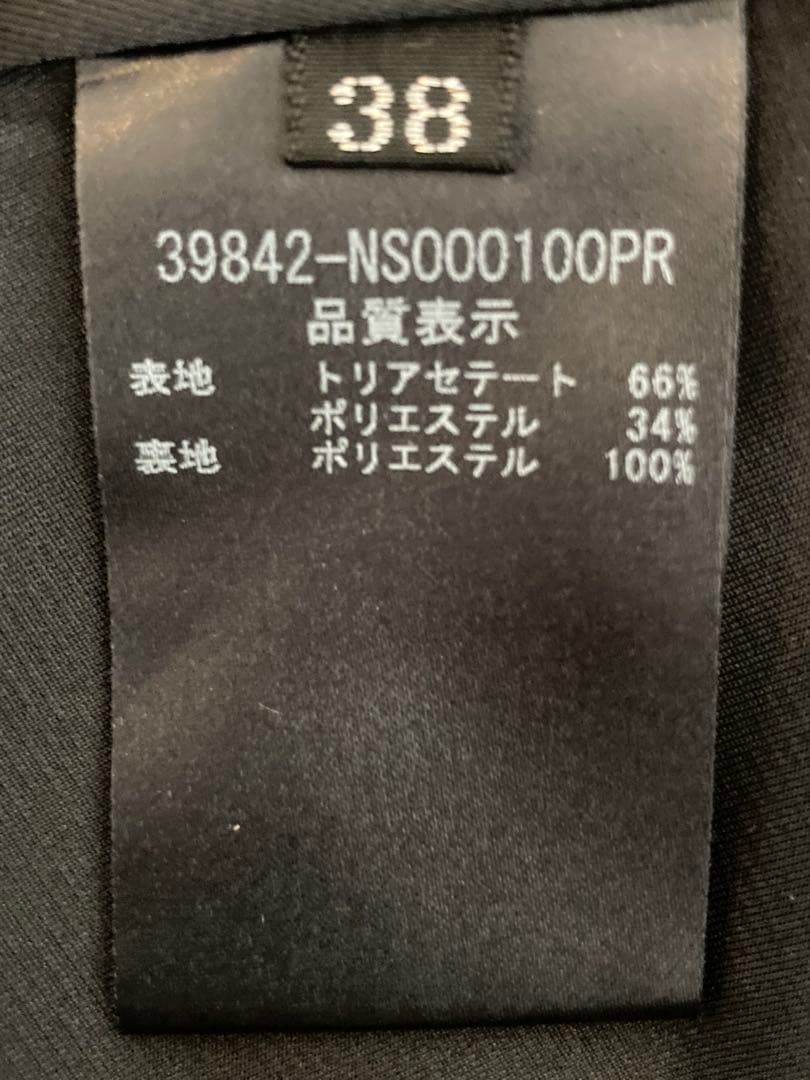 38
39842-NS000100PR
品質表示
表地 トリアセテート 66%
ポリエステル 34%
裏地 ポリエステル 100%